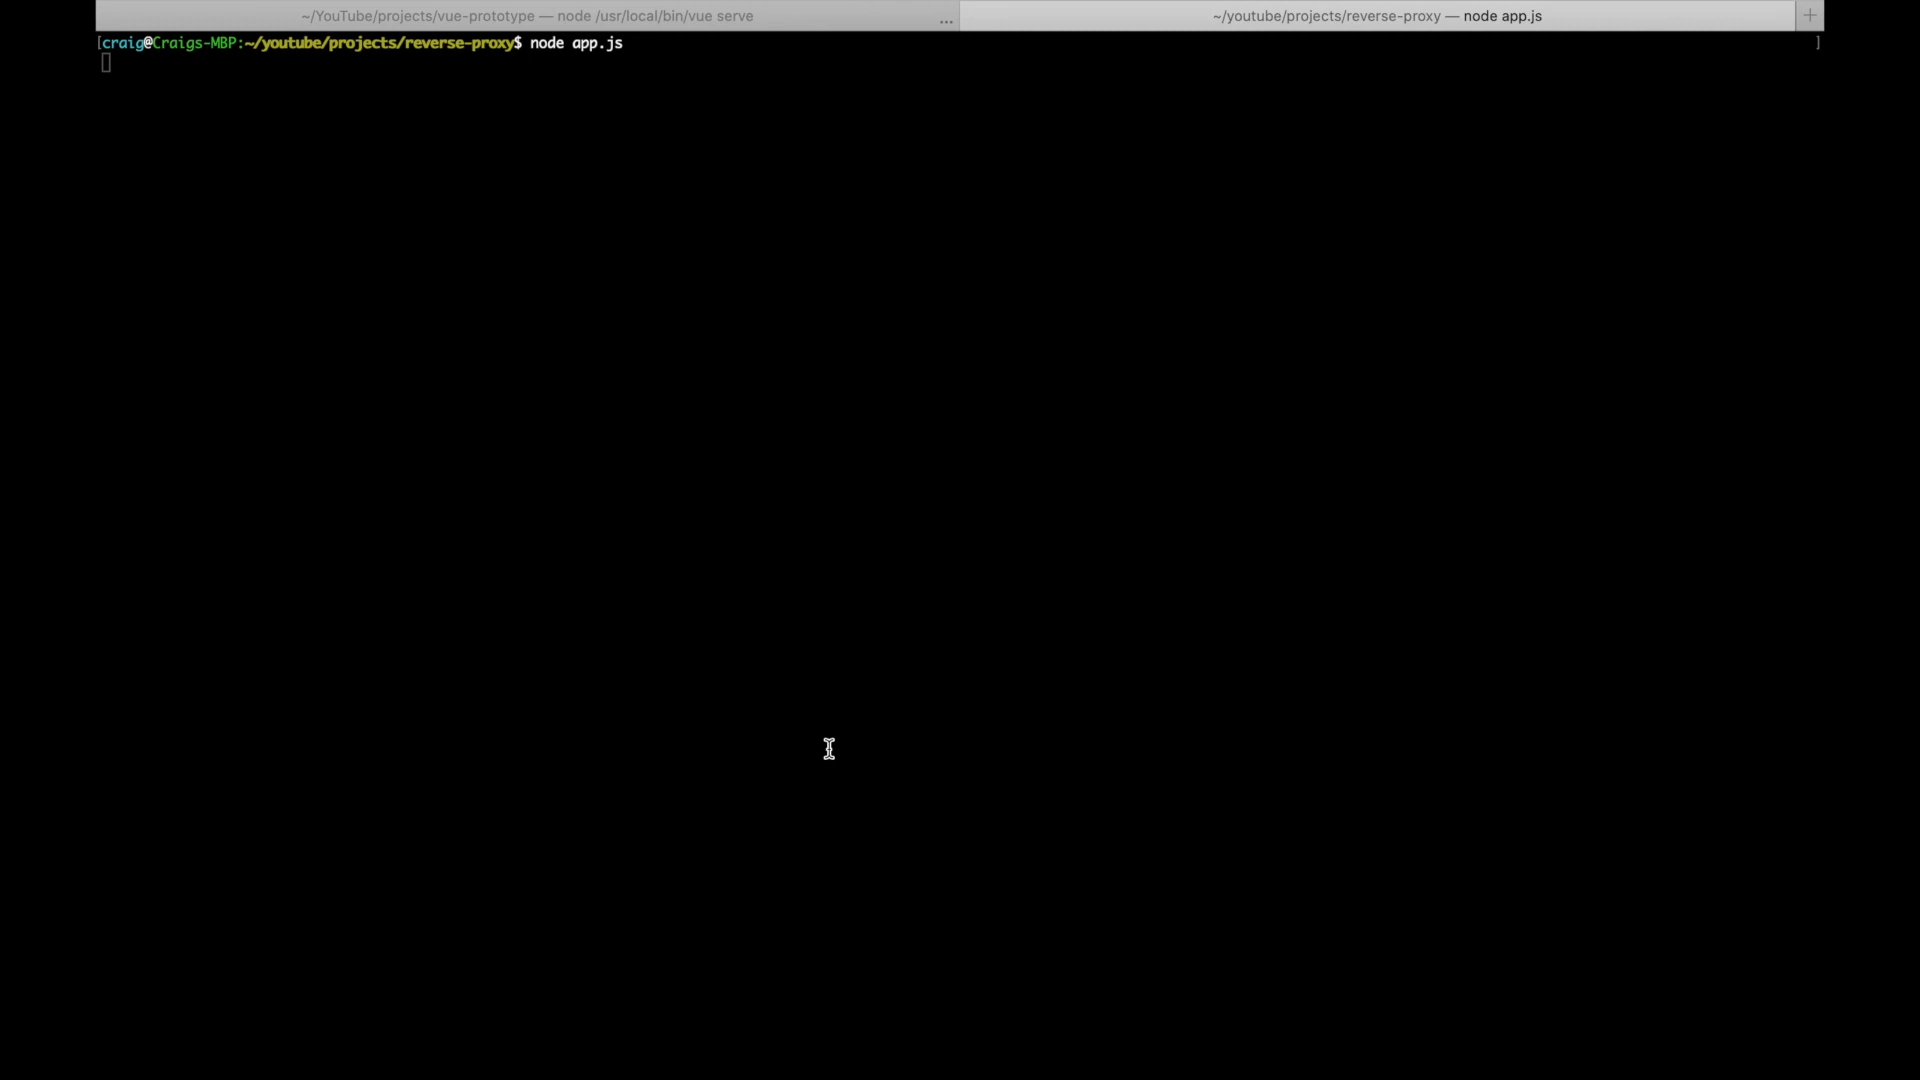 ~/YouTube/projects/vue-prototype — node /usr/local/bin/vue serve ... ~/youtube/projects/reverse-proxy — node app.js +
[craig@Craigs-MBP:~/youtube/projects/reverse-proxy$ node app.js ]